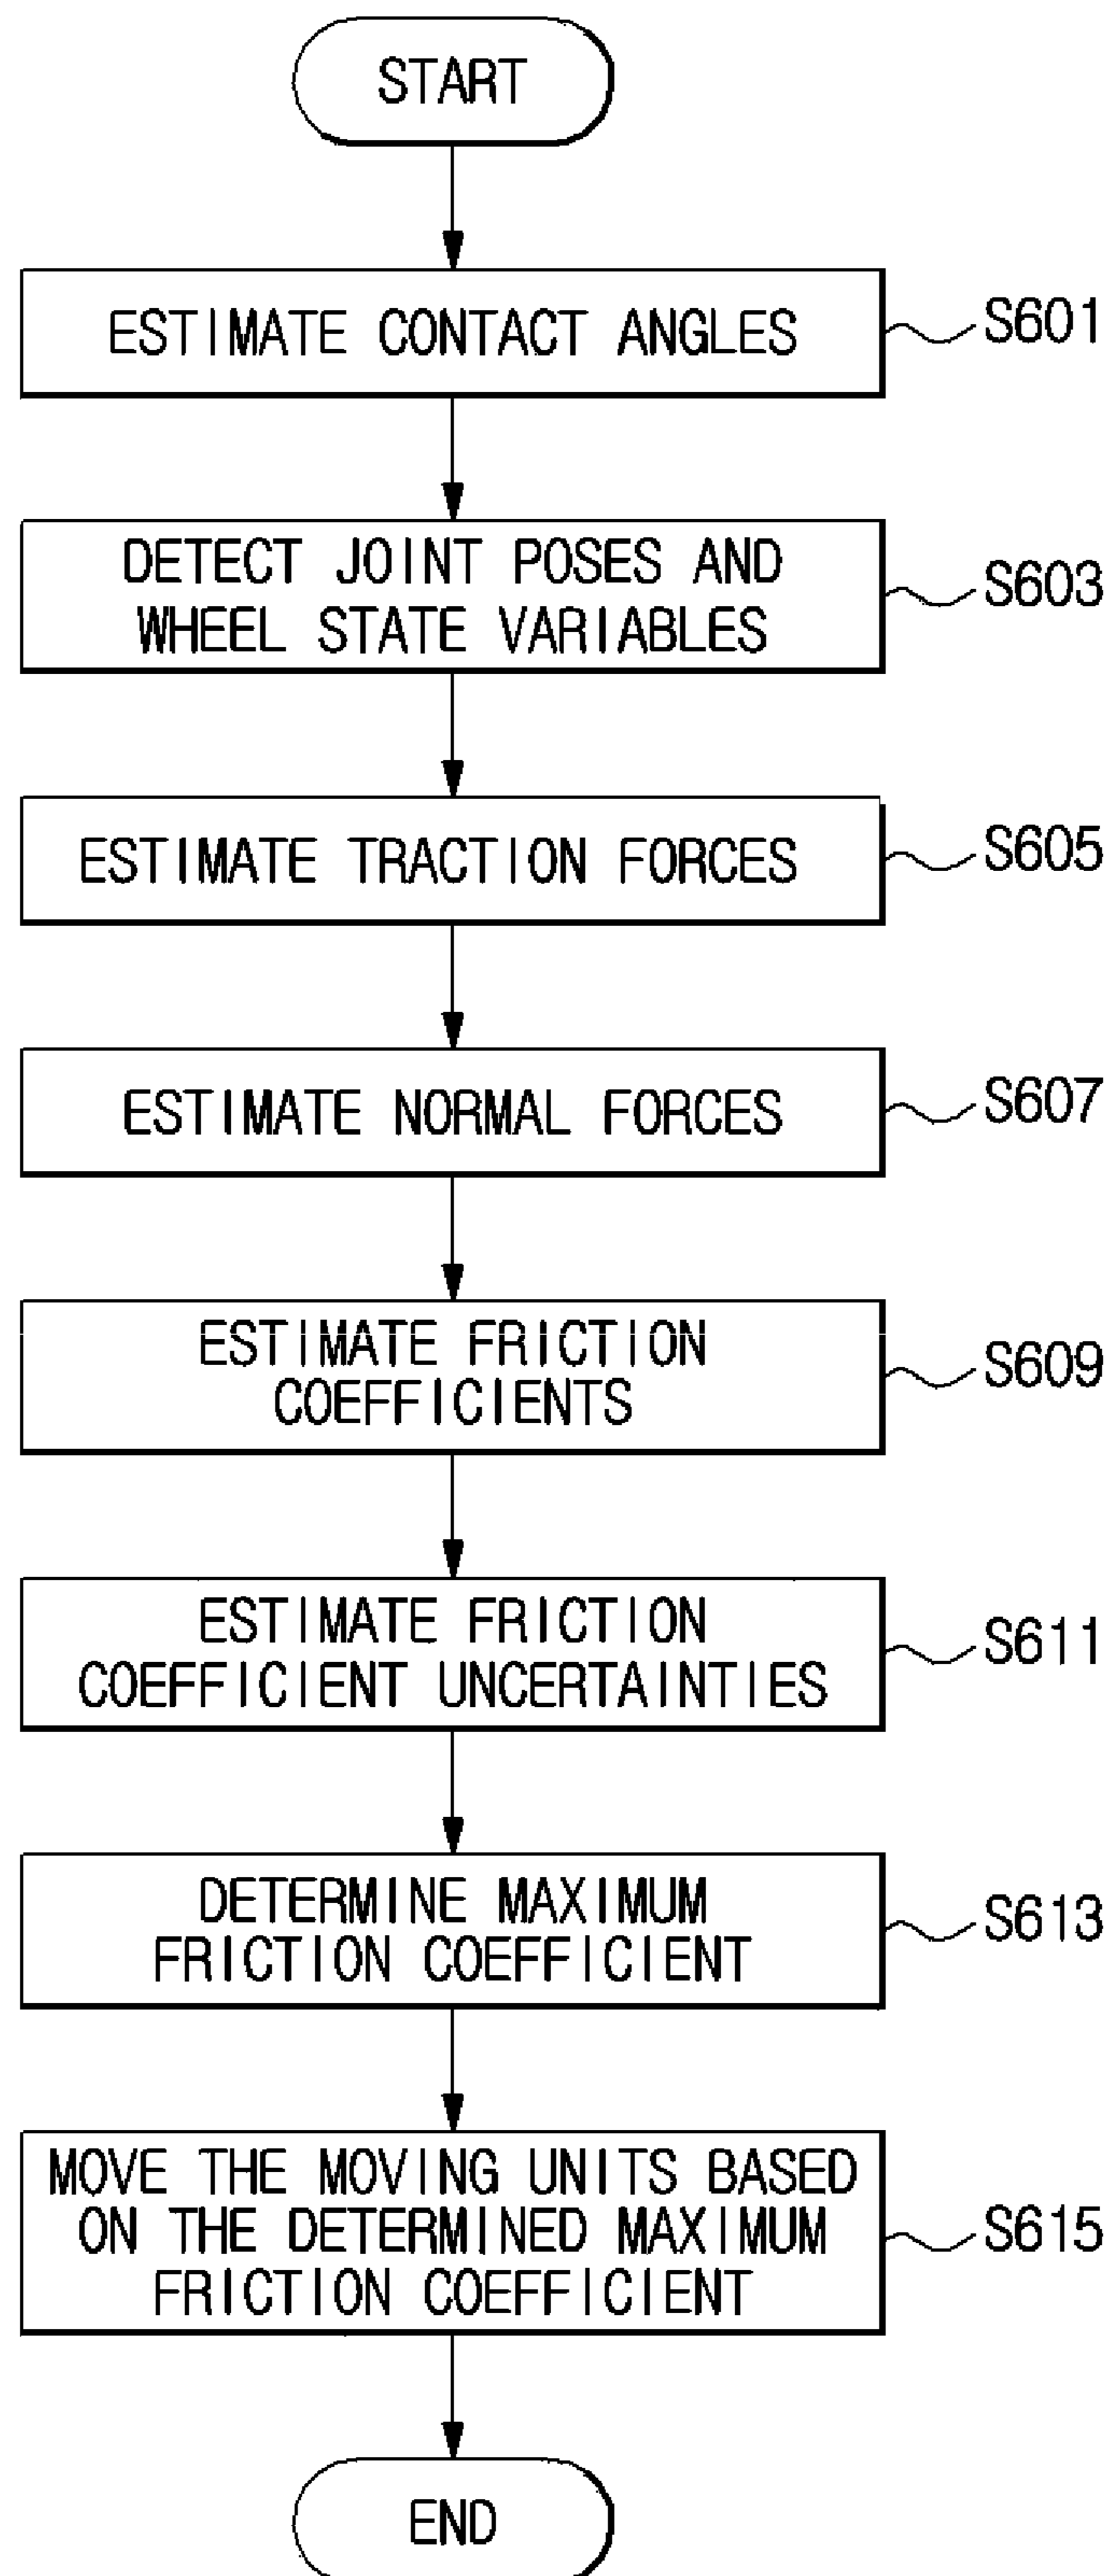 START
ESTIMATE CONTACT ANGLES
S601
DETECT JOINT POSES AND
WHEEL STATE VARIABLES
S603
ESTIMATE TRACTION FORCES
S605
ESTIMATE NORMAL FORCES
S607
ESTIMATE FRICTION
COEFFICIENTS
S609
ESTIMATE FRICTION
COEFFICIENT UNCERTAINTIES
S611
DETERMINE MAXIMUM
FRICTION COEFFICIENT
S613
MOVE THE MOVING UNITS BASED
ON THE DETERMINED MAXIMUM
FRICTION COEFFICIENT
S615
END